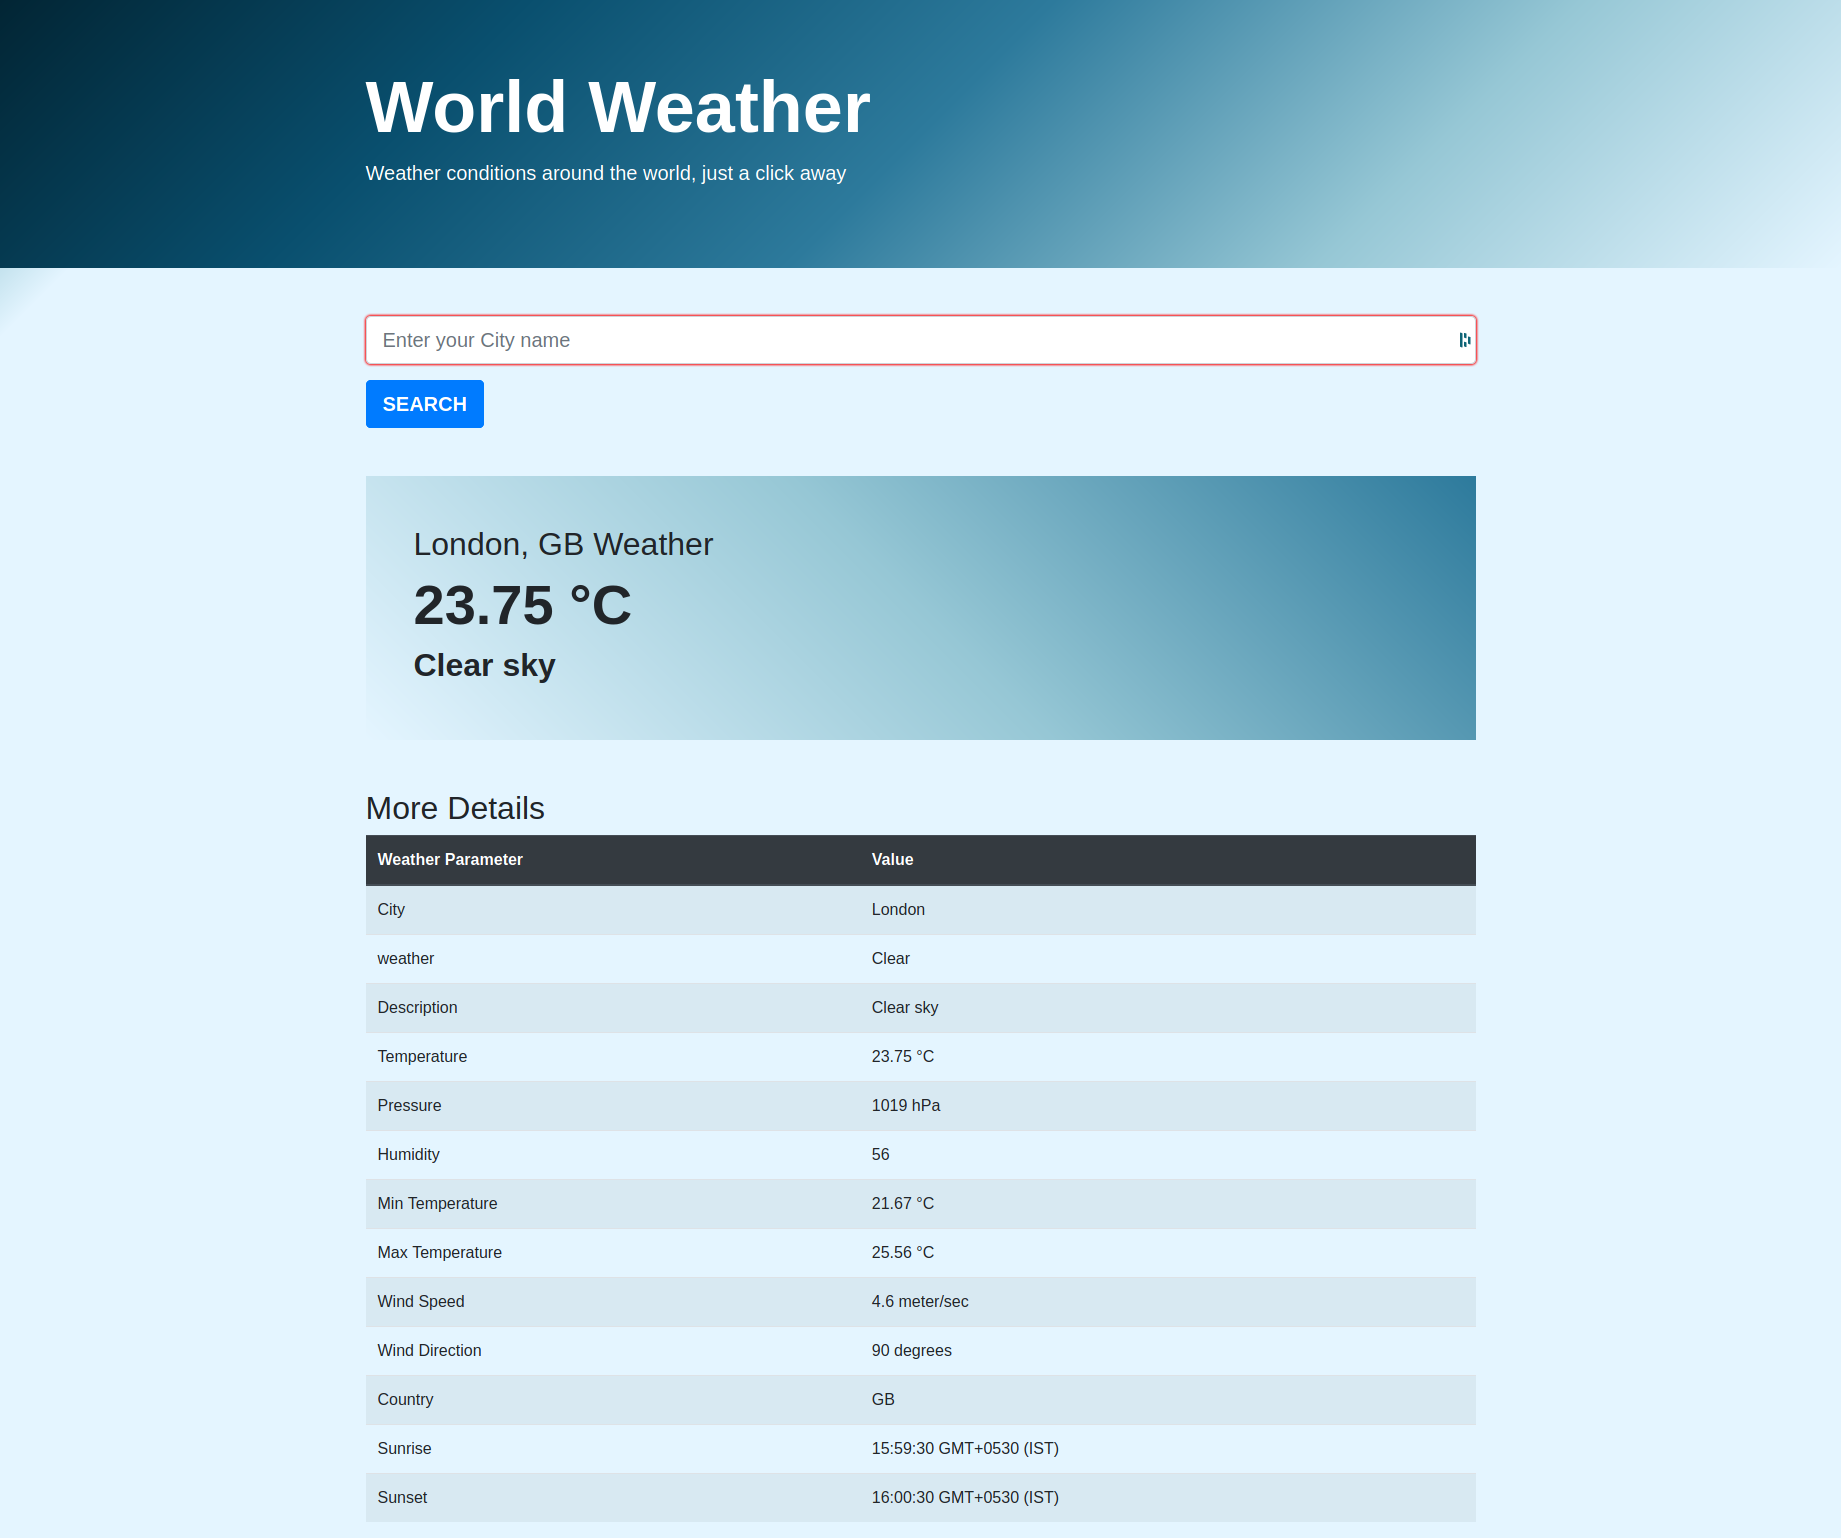 World Weather
Weather conditions around the world, just a click away
Enter your City name
SEARCH
London, GB Weather
23.75 °C
Clear sky
More Details
Weather Parameter Value
City London
weather Clear
Description Clear sky
Temperature 23.75 °C
Pressure 1019 hPa
Humidity 56
Min Temperature 21.67 °C
Max Temperature 25.56 °C
Wind Speed 4.6 meter/sec
Wind Direction 90 degrees
Country GB
Sunrise 15:59:30 GMT+0530 (IST)
Sunset 16:00:30 GMT+0530 (IST)